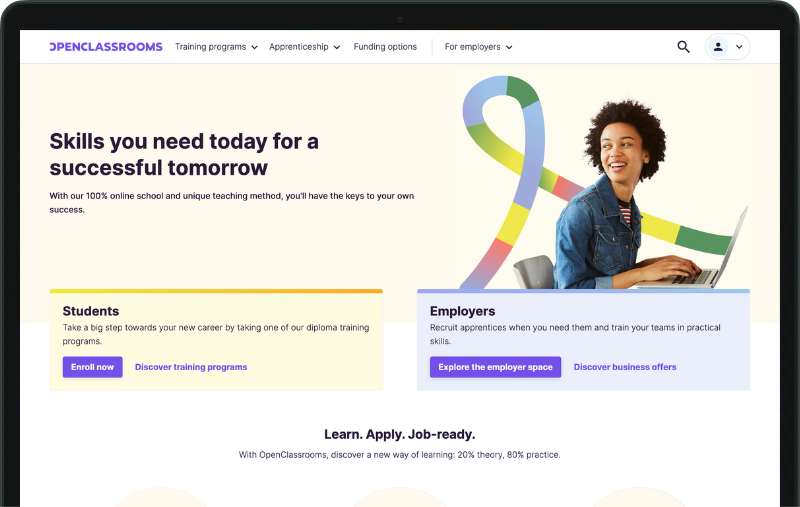 OPENCLASSROOMS Training programs Apprenticeship Funding options For employers
Skills you need today for a
successful tomorrow
With our 100% online school and unique teaching method, you'll have the keys to your own
success.
Students
Take a big step towards your new career by taking one of our diploma training
programs.
Enroll now Discover training programs
Employers
Recruit apprentices when you need them and train your teams in practical
skills.
Explore the employer space Discover business offers
Learn. Apply. Job-ready.
With OpenClassrooms, discover a new way of learning: 20% theory, 80% practice.